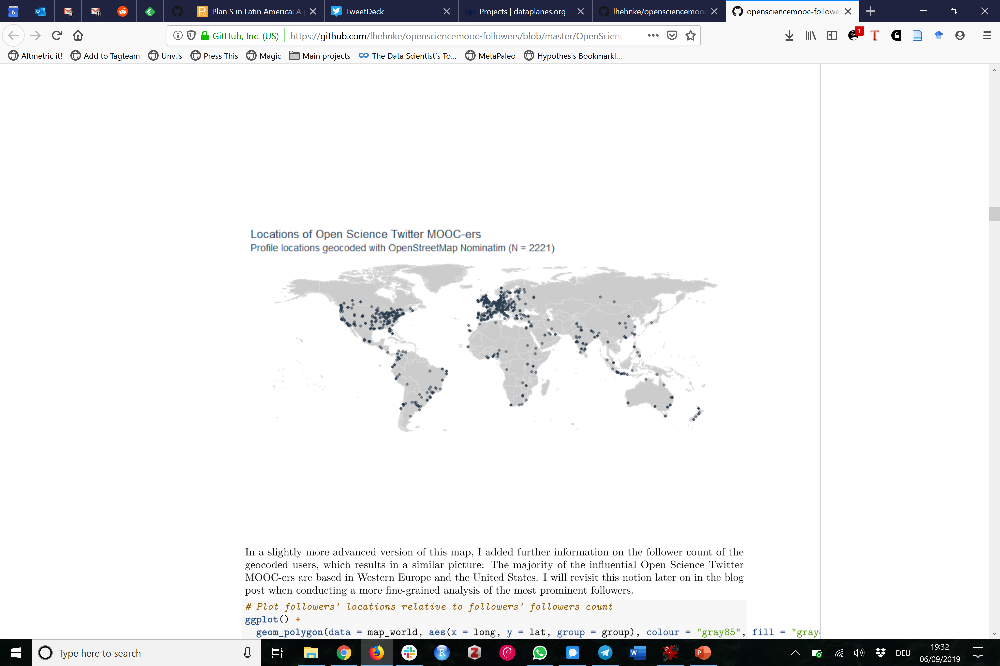 6
Plan S in Latin America: A
TweetDeck
Projects | dataplanes.org
lhehnke/opensciencemooc
opensciencemooc-followe
GitHub, Inc. (US)
https://github.com/lhehnke/opensciencemooc-followers/blob/master/OpenScienc
1
Altmetric it!
Add to Tagteam
Unv.is
Press This
Magic
Main projects
The Data Scientist's To...
MetaPaleo
Hypothesis Bookmarkl...
Locations of Open Science Twitter MOOC-ers
Profile locations geocoded with OpenStreetMap Nominatim (N = 2221)
In a slightly more advanced version of this map, I added further information on the follower count of the
geocoded users, which results in a similar picture: The majority of the influential Open Science Twitter
MOOC-ers are based in Western Europe and the United States. I will revisit this notion later on in the blog
post when conducting a more fine-grained analysis of the most prominent followers.
# Plot followers' locations relative to followers' followers count
ggplot() +
geom_polygon(data = map_world, aes(x = long, y = lat, group = group), colour = "gray85", fill = "gray8
Type here to search
DEU
19:32
06/09/2019